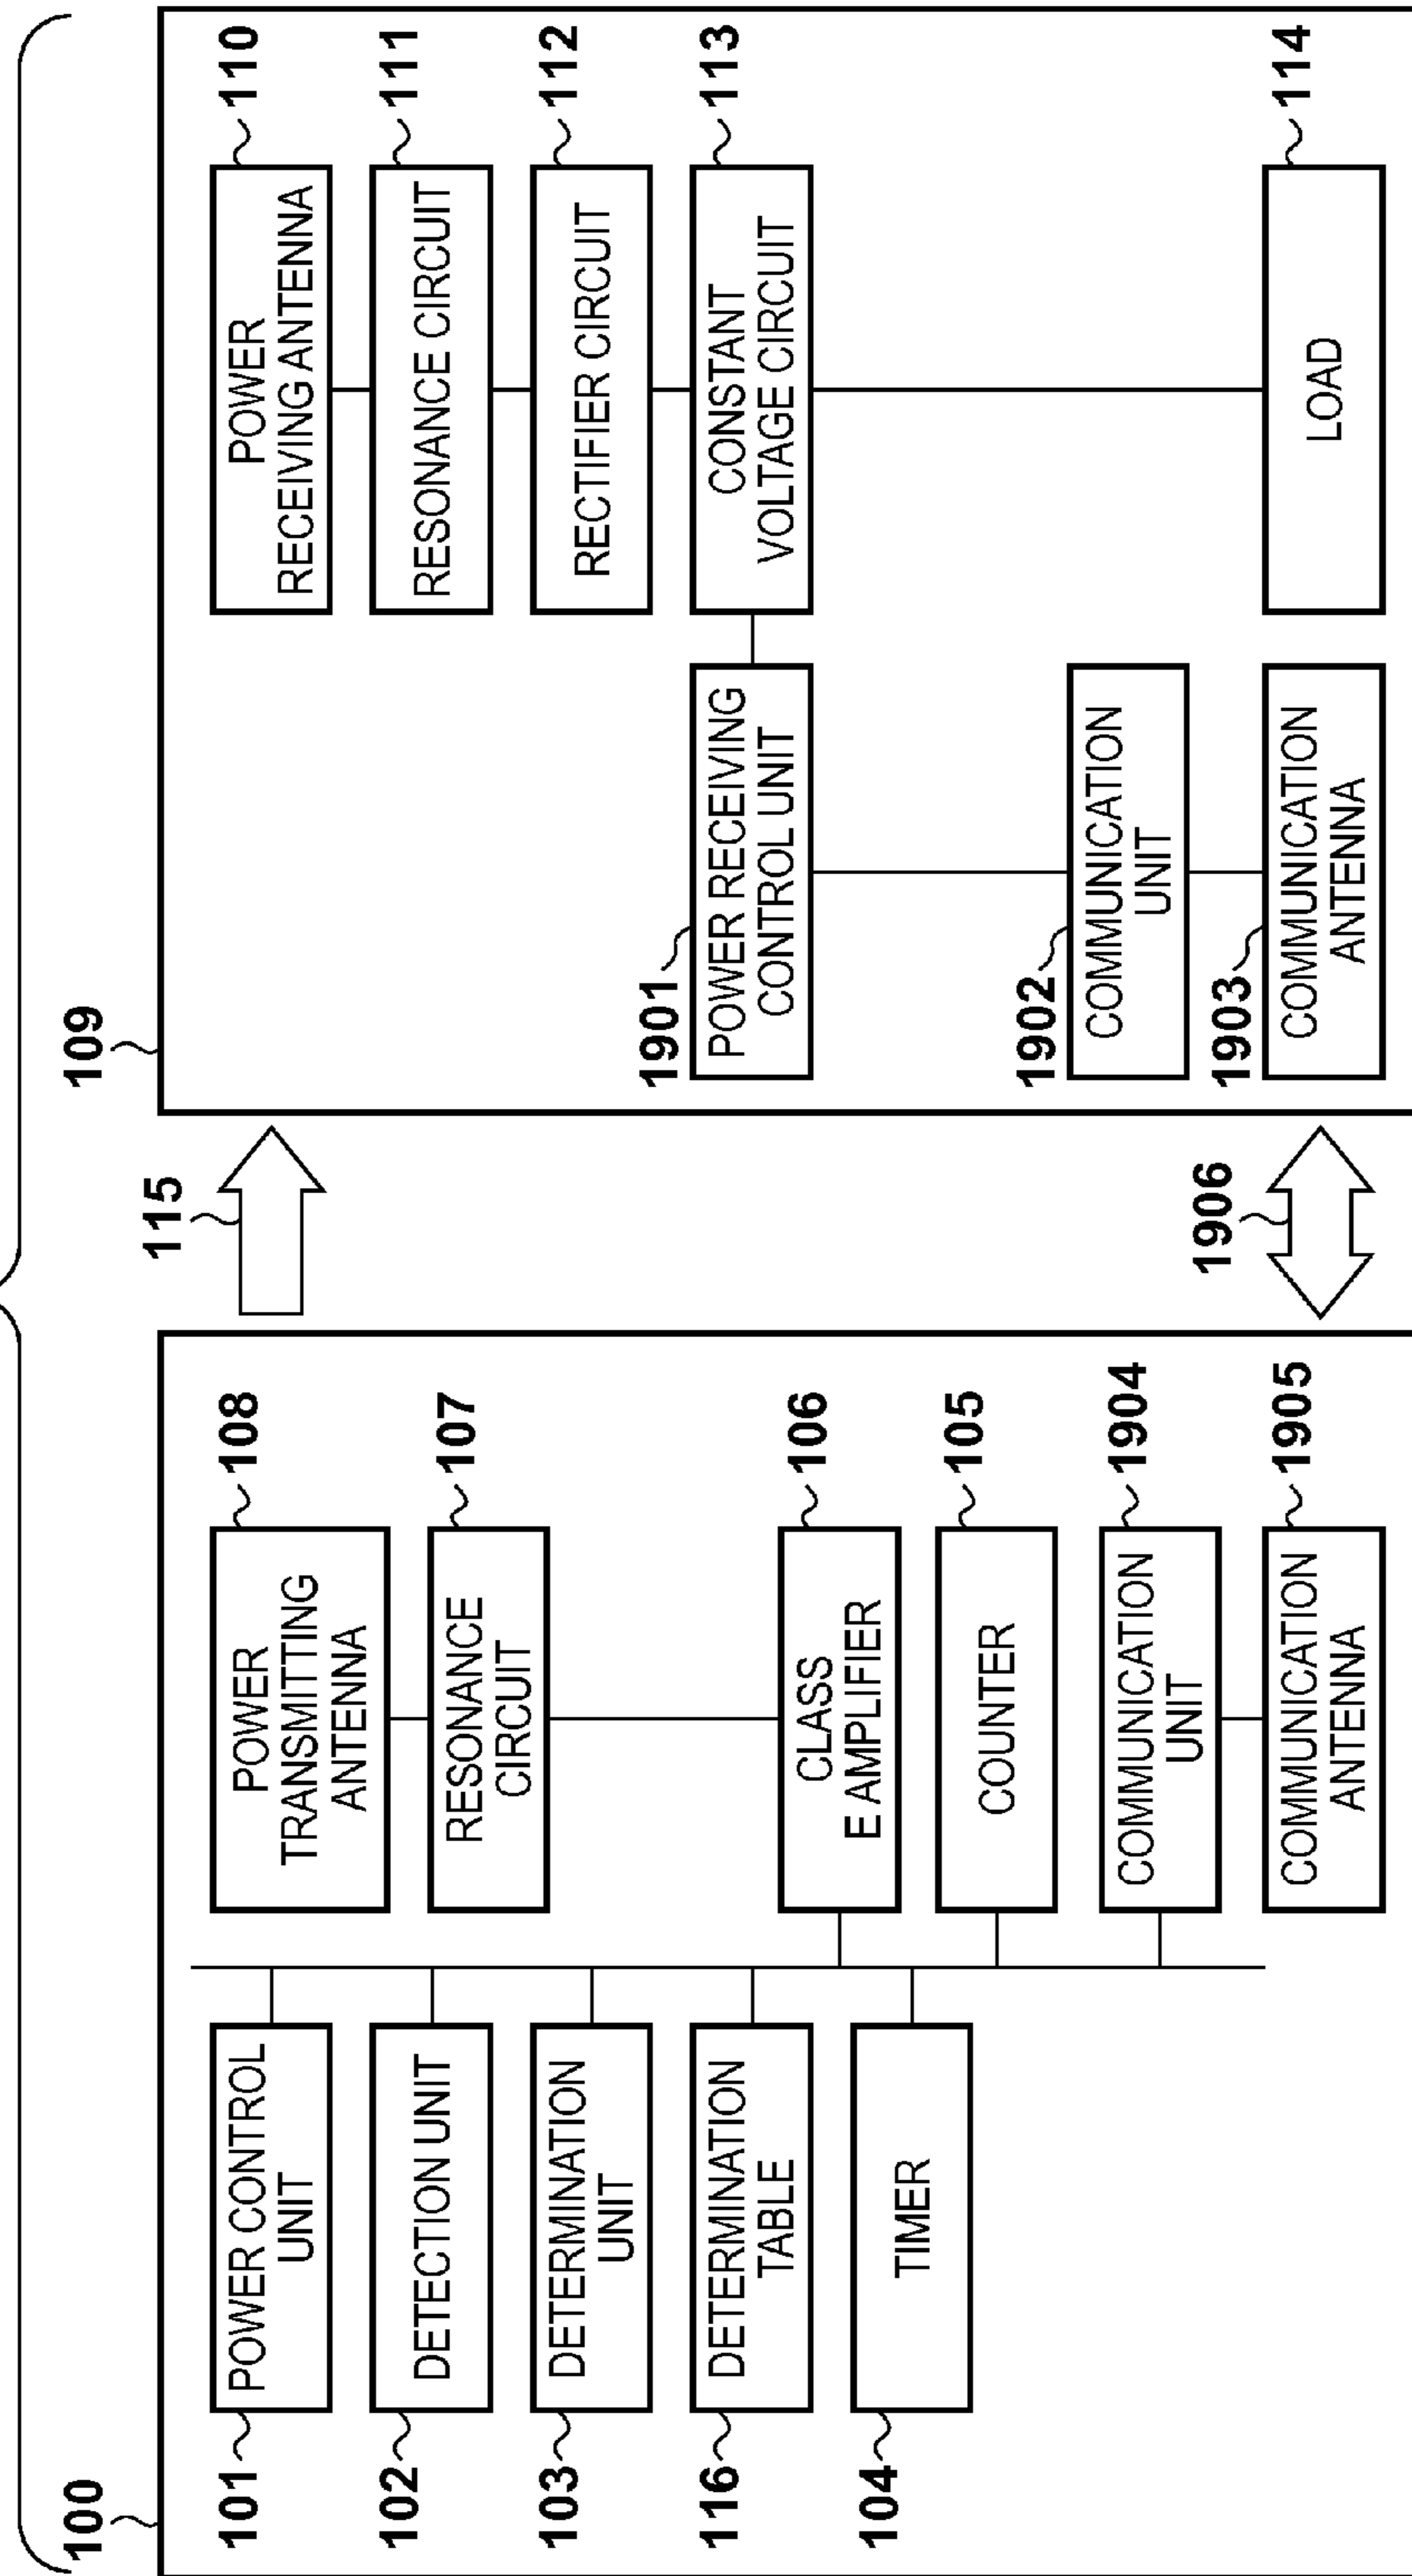 100
101
POWER CONTROL
UNIT
102
DETECTION UNIT
103
DETERMINATION
UNIT
116
DETERMINATION
TABLE
104
TIMER
108
POWER
TRANSMITTING
ANTENNA
107
RESONANCE
CIRCUIT
106
CLASS
E AMPLIFIER
105
COUNTER
1904
COMMUNICATION
UNIT
1905
COMMUNICATION
ANTENNA
115
1906
109
1901
POWER RECEIVING
CONTROL UNIT
1902
COMMUNICATION
UNIT
1903
COMMUNICATION
ANTENNA
110
POWER
RECEIVING ANTENNA
111
RESONANCE CIRCUIT
112
RECTIFIER CIRCUIT
113
CONSTANT
VOLTAGE CIRCUIT
114
LOAD